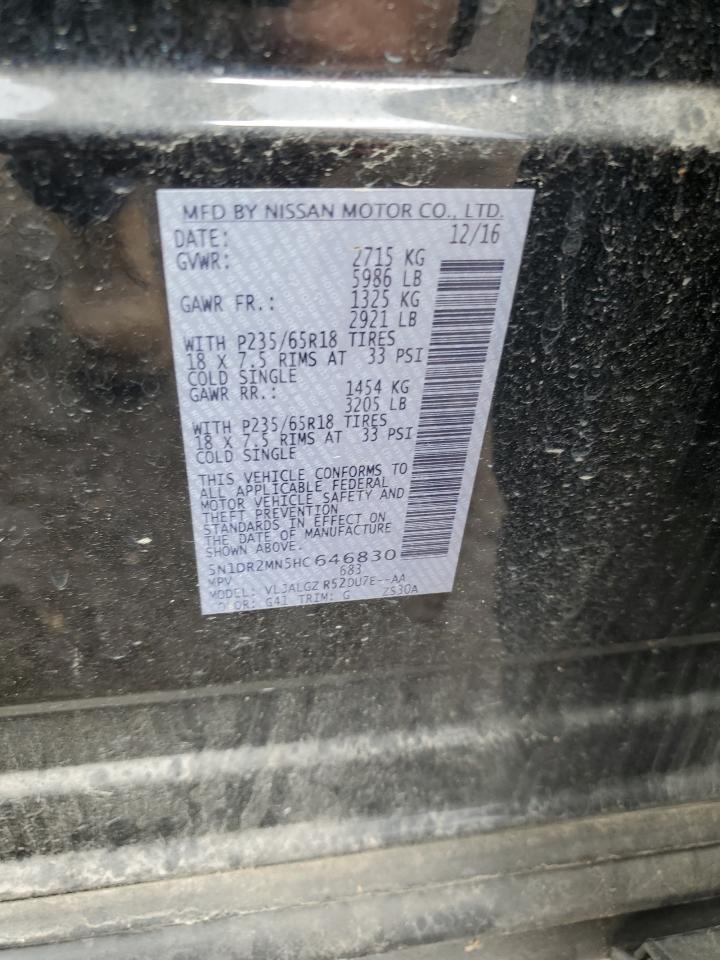 MFD BY NISSAN MOTOR CO., LTD.
DATE: 12/16
GVWR: 2715 KG
5986 LB
GAWR FR.: 1325 KG
2921 LB
WITH P235/65R18 TIRES
18 X 7.5 RIMS AT 33 PSI
COLD SINGLE
GAWR RR.: 1454 KG
3205 LB
WITH P235/65R18 TIRES
18 X 7.5 RIMS AT 33 PSI
COLD SINGLE
THIS VEHICLE CONFORMS TO
ALL APPLICABLE FEDERAL
MOTOR VEHICLE SAFETY AND
THEFT PREVENTION
STANDARDS IN EFFECT ON
THE DATE OF MANUFACTURE
SHOWN ABOVE.
5N1DR2MN5HC646830
MPV 683
MODEL: VLJALGZ R52DU7E--AA
COLOR: G41 TRIM: G ZS30A